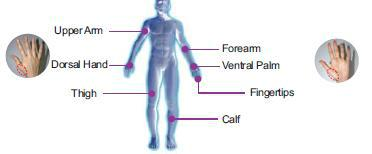 Upper Arm
Forearm
Dorsal Hand
Ventral Palm
Thigh
Fingertips
Calf